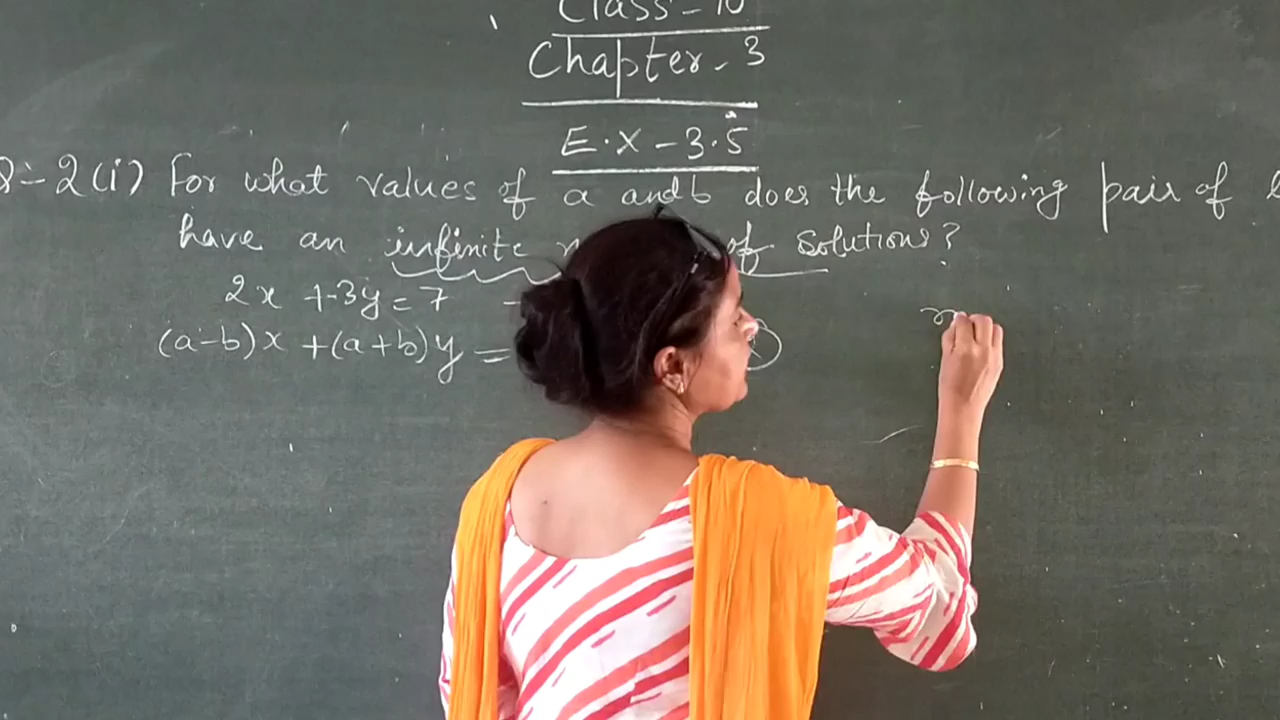 Class - 10
Chapter - 3
E.X - 3.5
Q:- 2(i) For what values of a and b does the following pair of
have an infinite of solutions?
2x + 3y = 7
(a-b)x + (a+b)y =